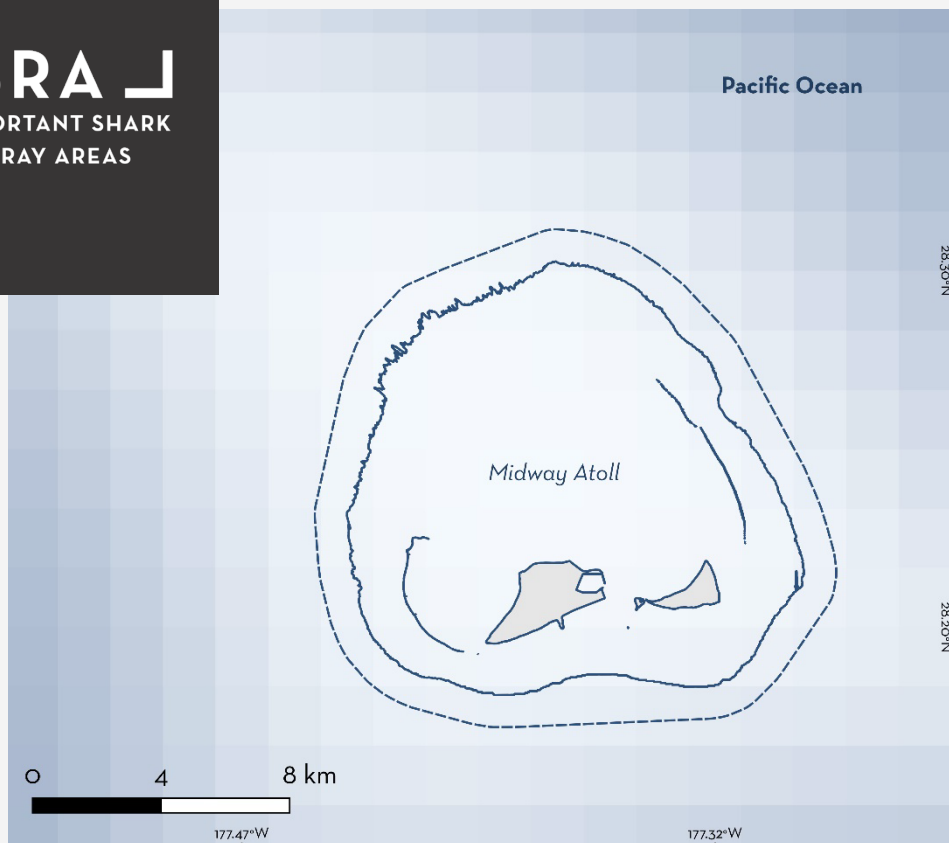 RA
ORTANT SHARK
RAY AREAS
Pacific Ocean
28.30°N
Midway Atoll
28.20°N
0 4 8 km
177.47°W 177.32°W